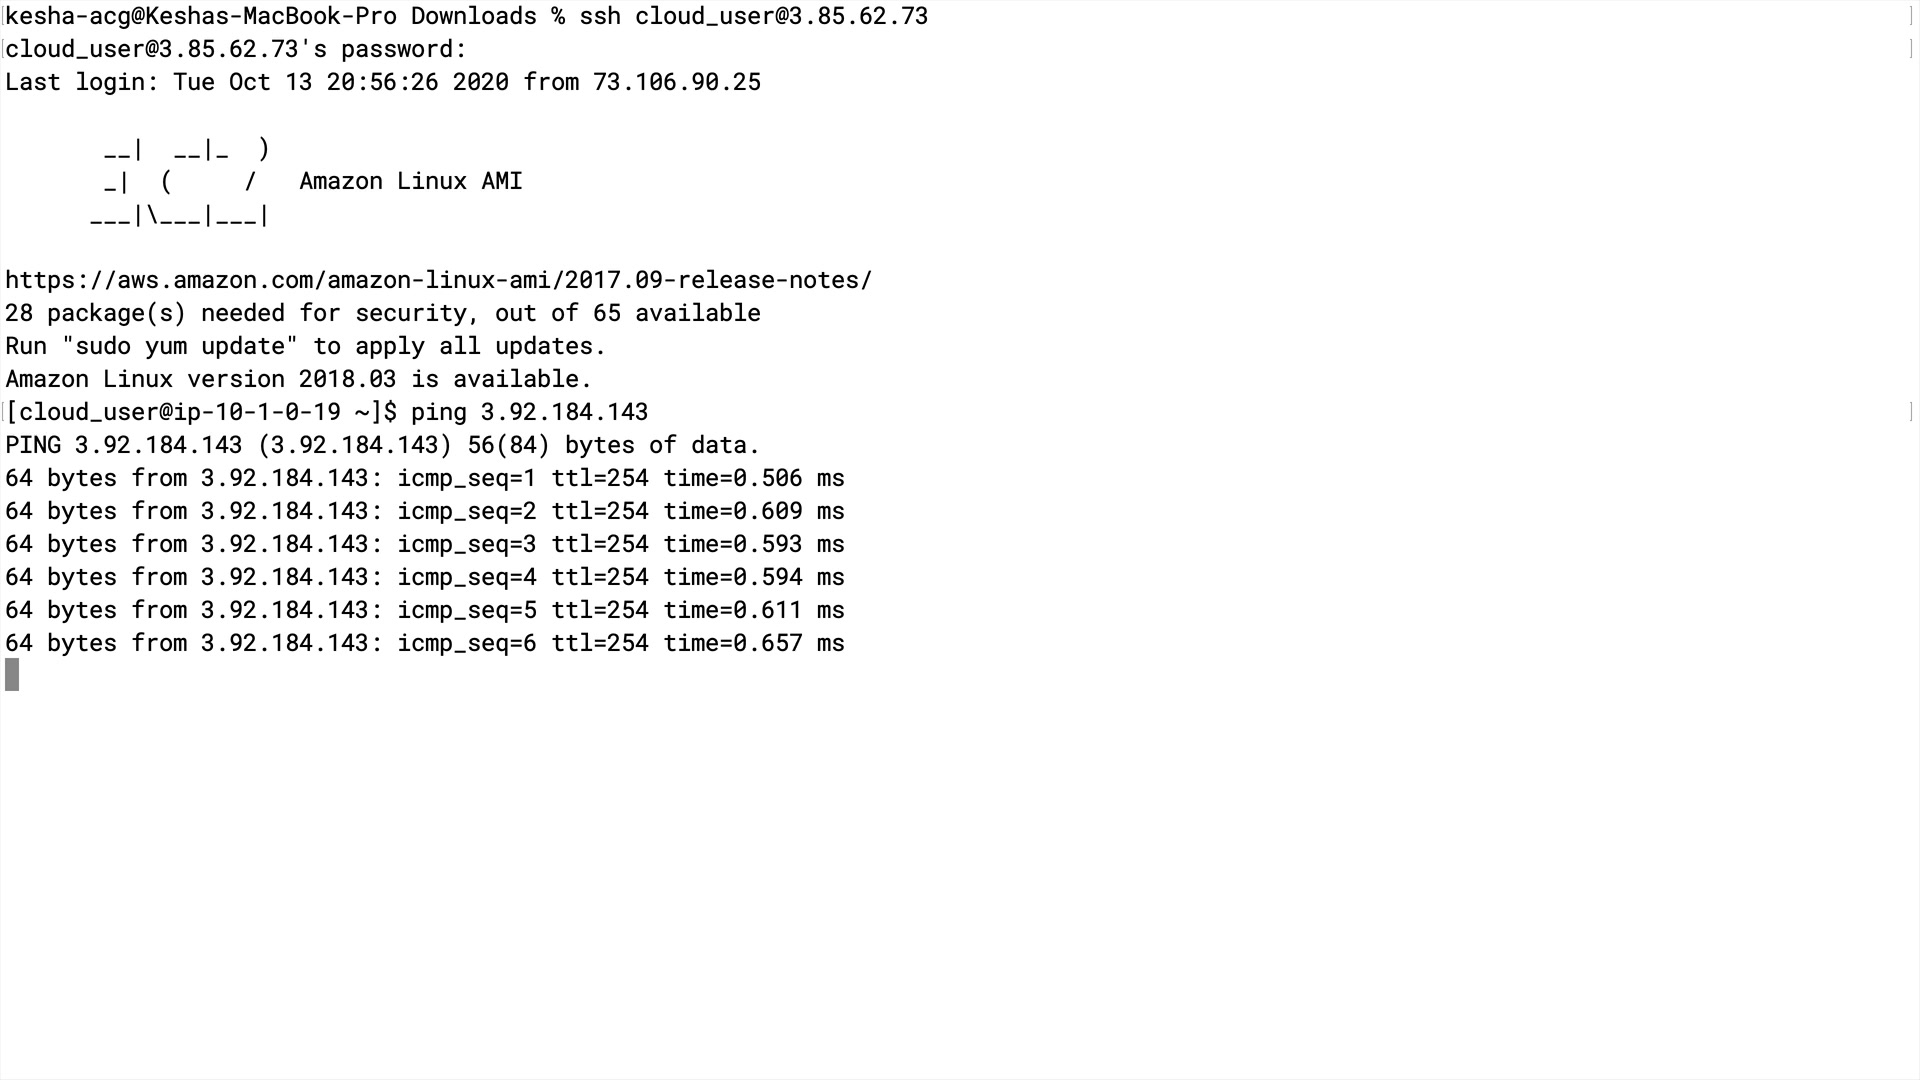 kesha-acg@Keshas-MacBook-Pro Downloads % ssh cloud_user@3.85.62.73
cloud_user@3.85.62.73's password:
Last login: Tue Oct 13 20:56:26 2020 from 73.106.90.25

       __|  __|_  )
       _|  (     /   Amazon Linux AMI
      ___|\___|___|

https://aws.amazon.com/amazon-linux-ami/2017.09-release-notes/
28 package(s) needed for security, out of 65 available
Run "sudo yum update" to apply all updates.
Amazon Linux version 2018.03 is available.
[cloud_user@ip-10-1-0-19 ~]$ ping 3.92.184.143
PING 3.92.184.143 (3.92.184.143) 56(84) bytes of data.
64 bytes from 3.92.184.143: icmp_seq=1 ttl=254 time=0.506 ms
64 bytes from 3.92.184.143: icmp_seq=2 ttl=254 time=0.609 ms
64 bytes from 3.92.184.143: icmp_seq=3 ttl=254 time=0.593 ms
64 bytes from 3.92.184.143: icmp_seq=4 ttl=254 time=0.594 ms
64 bytes from 3.92.184.143: icmp_seq=5 ttl=254 time=0.611 ms
64 bytes from 3.92.184.143: icmp_seq=6 ttl=254 time=0.657 ms